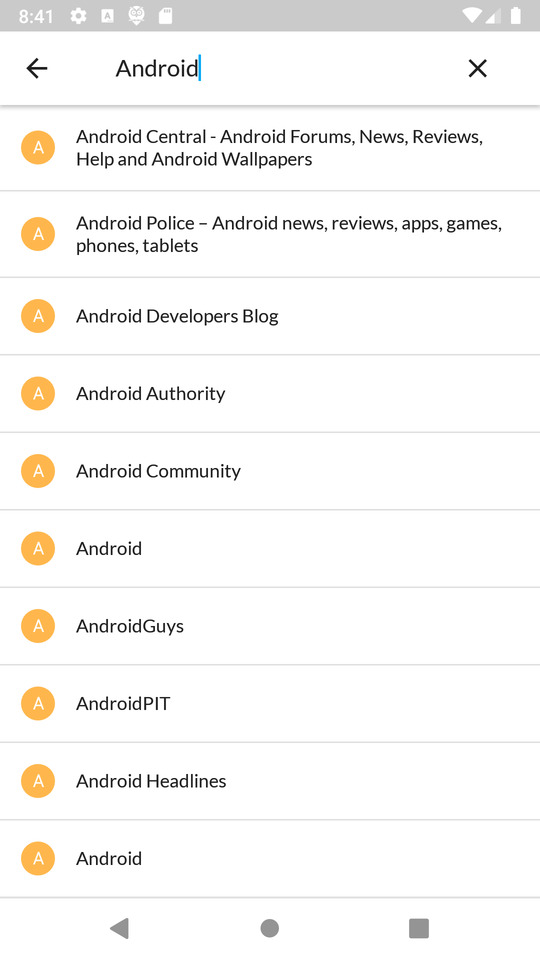 8:41
A
Android
A
Android Central - Android Forums, News, Reviews,
Help and Android Wallpapers
A
Android Police – Android news, reviews, apps, games,
phones, tablets
A
Android Developers Blog
A
Android Authority
A
Android Community
A
Android
A
AndroidGuys
A
AndroidPIT
A
Android Headlines
A
Android